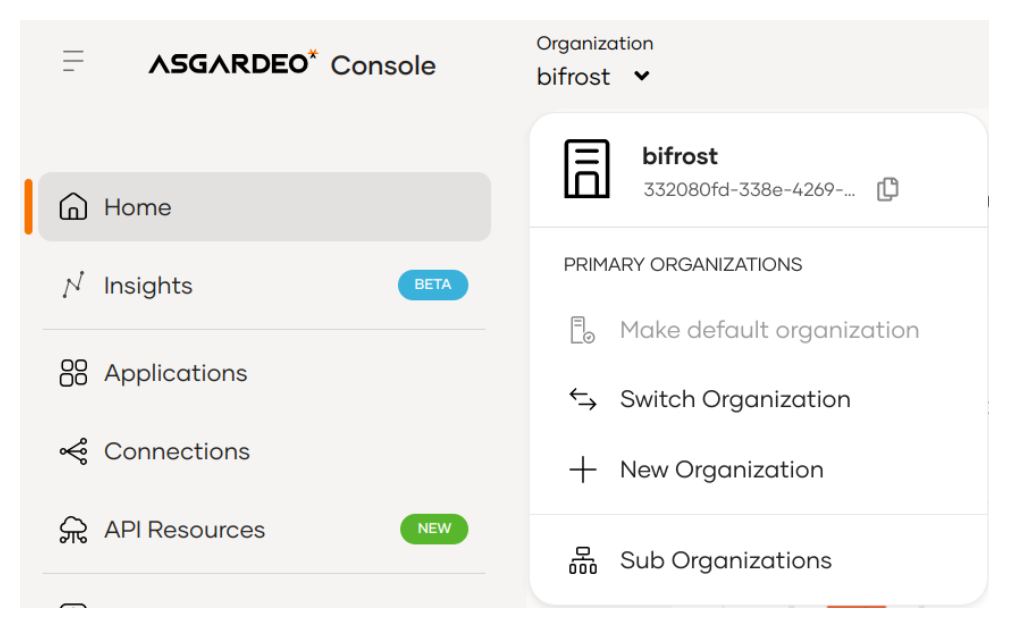 ASGARDEO Console
Organization
bifrost
bifrost
332080fd-338e-4269-...
Home
Insights
BETA
PRIMARY ORGANIZATIONS
Make default organization
Applications
Switch Organization
Connections
New Organization
API Resources
NEW
Sub Organizations